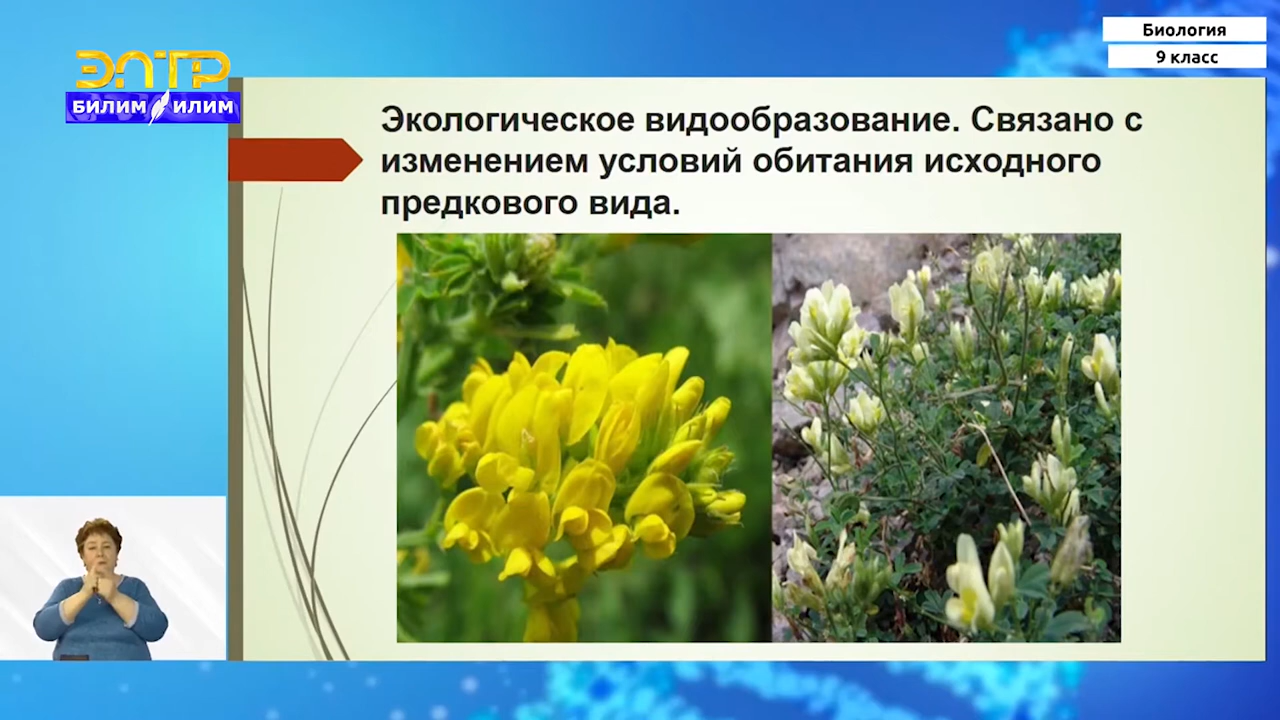 Биология
9 класс
ЭЛТР
БИЛИМ ИЛИМ
Экологическое видообразование. Связано с
изменением условий обитания исходного
предкового вида.